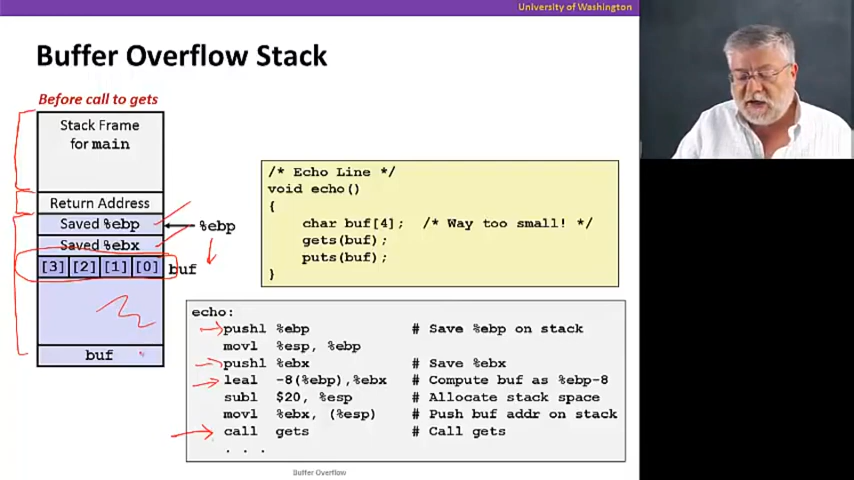 University of Washington
Buffer Overflow Stack
Before call to gets
Stack Frame
for main
Return Address
Saved %ebp
%ebp
Saved %ebx
[3] [2] [1] [0] buf
buf
/* Echo Line */
void echo()
{
char buf[4]; /* Way too small! */
gets(buf);
puts(buf);
}
echo:
pushl %ebp # Save %ebp on stack
movl %esp, %ebp
pushl %ebx # Save %ebx
leal -8(%ebp),%ebx # Compute buf as %ebp-8
subl $20, %esp # Allocate stack space
movl %ebx, (%esp) # Push buf addr on stack
call gets # Call gets
. . .
Buffer Overflow